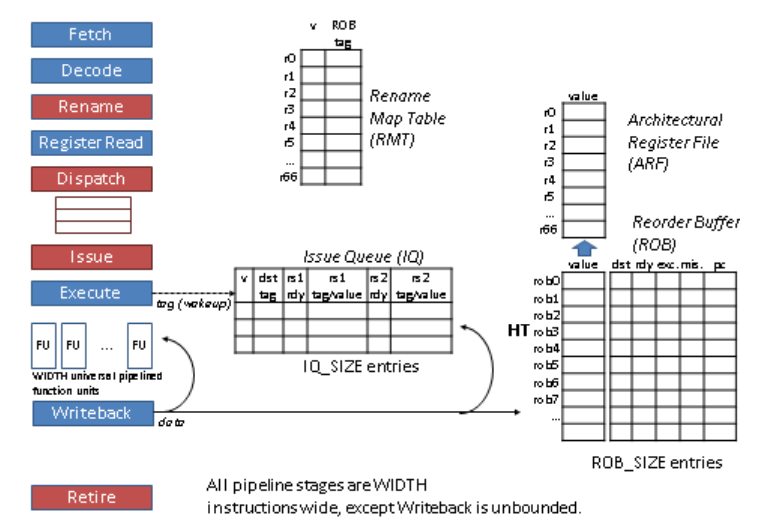 Fetch
Decode
Rename
Register Read
Dispatch
Issue
Execute
tag (wakeup)
FU FU ... FU
WIDTH universal pipelined
function units
Writeback
data
Retire
v ROB
tag
r0
r1
r2
r3
r4
r5
...
r66
Rename
Map Table
(RMT)
Issue Queue (IQ)
v dst rs1 rs1 rs2 rs2
tag rdy tag/value rdy tag/value
IQ_SIZE entries
value
r0
r1
r2
r3
r4
r5
...
r66
Architectural
Register File
(ARF)
Reorder Buffer
(ROB)
value dst rdy exc. mis. pc
rob0
rob1
rob2
HT rob3
rob4
rob5
rob6
rob7
...
ROB_SIZE entries
All pipeline stages are WIDTH
instructions wide, except Writeback is unbounded.